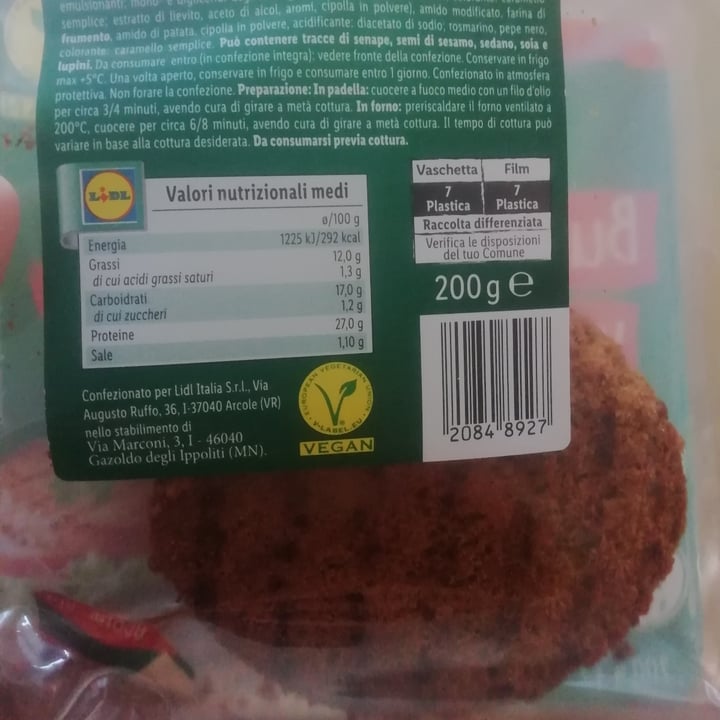 emulsionanti, mono- e
semplice; estratto di lievito, aceto di alcol, aromi, cipolla in polvere), amido modificato, farina di
frumento, amido di patata, cipolla in polvere, acidificante: diacetato di sodio; rosmarino, pepe nero,
colorante: caramello semplice. Può contenere tracce di senape, semi di sesamo, sedano, soia e
lupini. Da consumare entro (in confezione integra): vedere fronte della confezione. Conservare in frigo
max +5°C. Una volta aperto, conservare in frigo e consumare entro 1 giorno. Confezionato in atmosfera
protettiva. Non forare la confezione. Preparazione: In padella: cuocere a fuoco medio con un filo d'olio
per circa 3/4 minuti, avendo cura di girare a metà cottura. In forno: preriscaldare il forno ventilato a
200°C, cuocere per circa 6/8 minuti, avendo cura di girare a metà cottura. Il tempo di cottura può
variare in base alla cottura desiderata. Da consumarsi previa cottura.
LIDL
Valori nutrizionali medi
ø/100 g
Energia 1225 kJ/292 kcal
Grassi 12,0 g
di cui acidi grassi saturi 1,3 g
Carboidrati 17,0 g
di cui zuccheri 1,2 g
Proteine 27,0 g
Sale 1,10 g
Vaschetta Film
7 7
Plastica Plastica
Raccolta differenziata
Verifica le disposizioni
del tuo Comune
200 g e
Confezionato per Lidl Italia S.r.l., Via
Augusto Ruffo, 36, I-37040 Arcole (VR)
nello stabilimento di
Via Marconi, 3, I - 46040
Gazoldo degli Ippoliti (MN).
EUROPEAN VEGETARIAN UNION
V-LABEL.EU
VEGAN
2084 8927
Bu